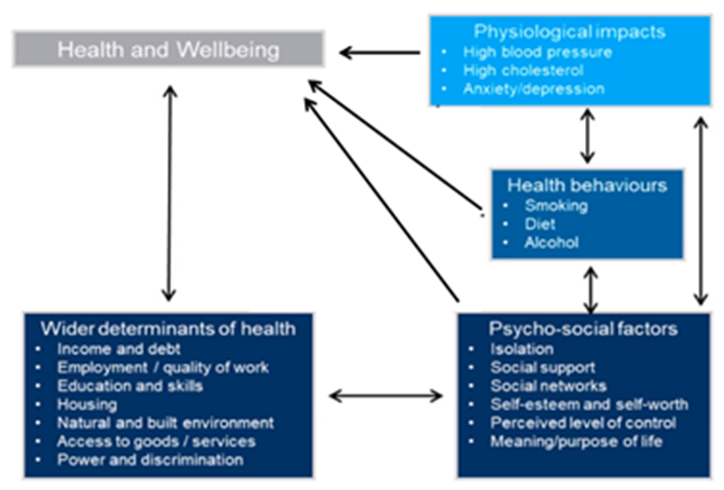 Health and Wellbeing
Physiological impacts
• High blood pressure
• High cholesterol
• Anxiety/depression
Health behaviours
• Smoking
• Diet
• Alcohol
Wider determinants of health
• Income and debt
• Employment / quality of work
• Education and skills
• Housing
• Natural and built environment
• Access to goods / services
• Power and discrimination
Psycho-social factors
• Isolation
• Social support
• Social networks
• Self-esteem and self-worth
• Perceived level of control
• Meaning/purpose of life